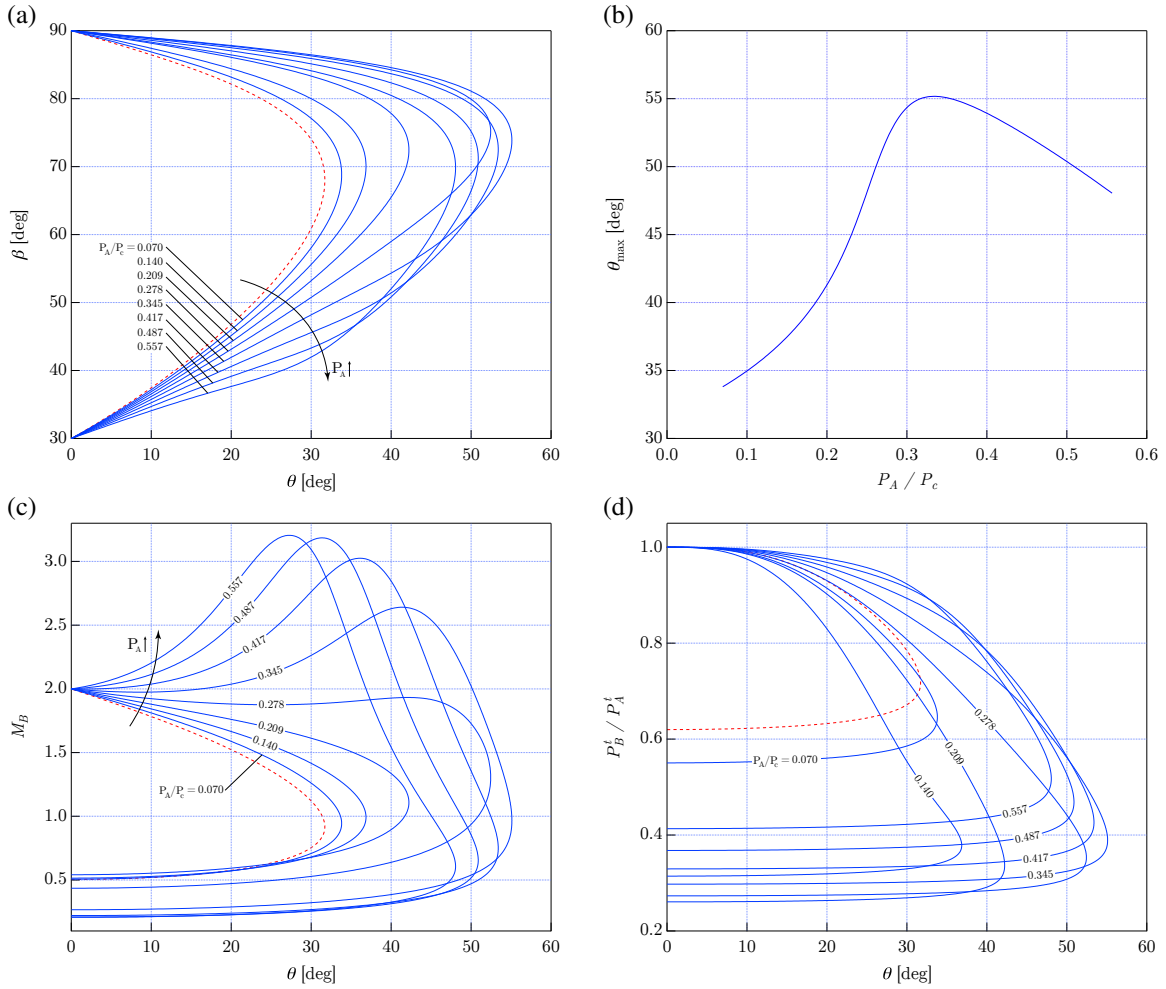 (a)
90
80
70
60
50
40
30
β [deg]
P_A/P_c = 0.070
0.140
0.209
0.278
0.345
0.417
0.487
0.557
P_A↑
0 10 20 30 40 50 60
θ [deg]
(b)
60
55
50
45
40
35
30
θ_max [deg]
0.0 0.1 0.2 0.3 0.4 0.5 0.6
P_A / P_c
(c)
3.0
2.5
2.0
1.5
1.0
0.5
M_B
P_A↑
0.557
0.487
0.417
0.345
0.278
0.209
0.140
P_A/P_c = 0.070
0 10 20 30 40 50 60
θ [deg]
(d)
1.0
0.8
0.6
0.4
0.2
P_B^t / P_A^t
P_A/P_c = 0.070
0.140
0.209
0.278
0.557
0.487
0.417
0.345
0 10 20 30 40 50 60
θ [deg]